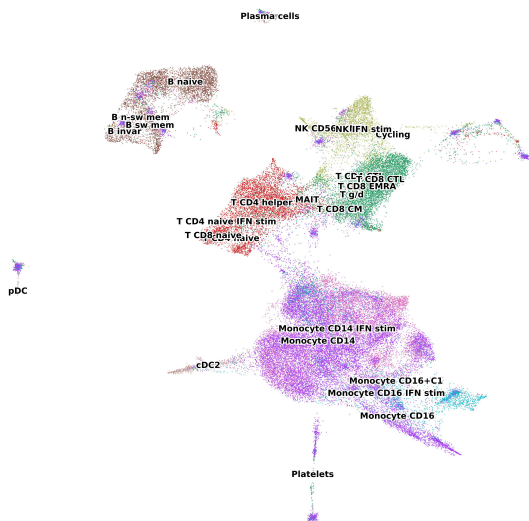 Plasma cells
B naive
B n-sw mem
B sw mem
B invar
NK CD56
NK IFN stim
Cycling
T CD8 CTL
T CD8 EMRA
T g/d
MAIT
T CD4 helper
T CD8 CM
T CD4 naive IFN stim
T CD8 naive
pDC
Monocyte CD14 IFN stim
Monocyte CD14
cDC2
Monocyte CD16+C1
Monocyte CD16 IFN stim
Monocyte CD16
Platelets